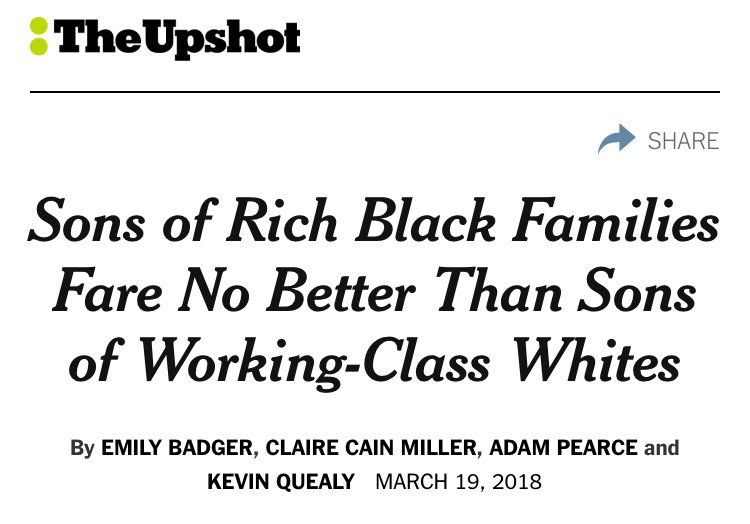 TheUpshot
SHARE
Sons of Rich Black Families
Fare No Better Than Sons
of Working-Class Whites
By EMILY BADGER, CLAIRE CAIN MILLER, ADAM PEARCE and
KEVIN QUEALY MARCH 19, 2018